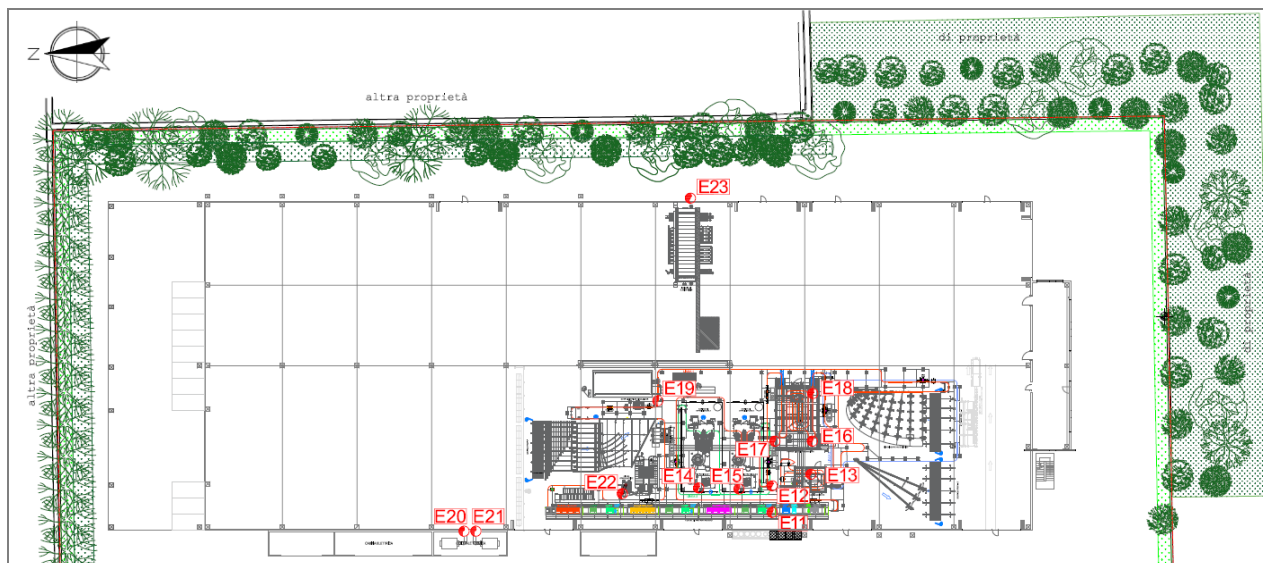 di proprietà
Z
altra proprietà
E23
altra proprietà
di proprietà
E19
E18
E17
E16
E14
E15
E13
E22
E12
E11
E20
E21